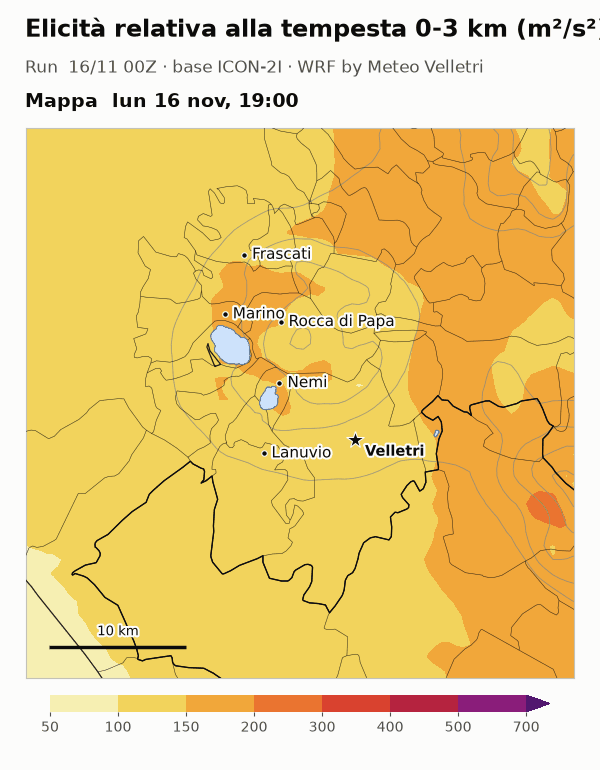 Elicità relativa alla tempesta 0-3 km (m²/s²)
Run 16/11 00Z · base ICON-2I · WRF by Meteo Velletri
Mappa lun 16 nov, 19:00
Frascati
Marino
Rocca di Papa
Nemi
Velletri
Lanuvio
10 km
50 100 150 200 300 400 500 700